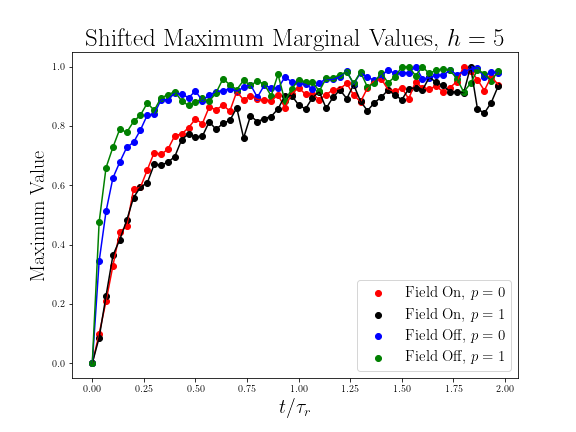 Shifted Maximum Marginal Values, h = 5
Maximum Value
1.0
0.8
0.6
0.4
0.2
0.0
Field On, p = 0
Field On, p = 1
Field Off, p = 0
Field Off, p = 1
0.00 0.25 0.50 0.75 1.00 1.25 1.50 1.75 2.00
t/τ_r